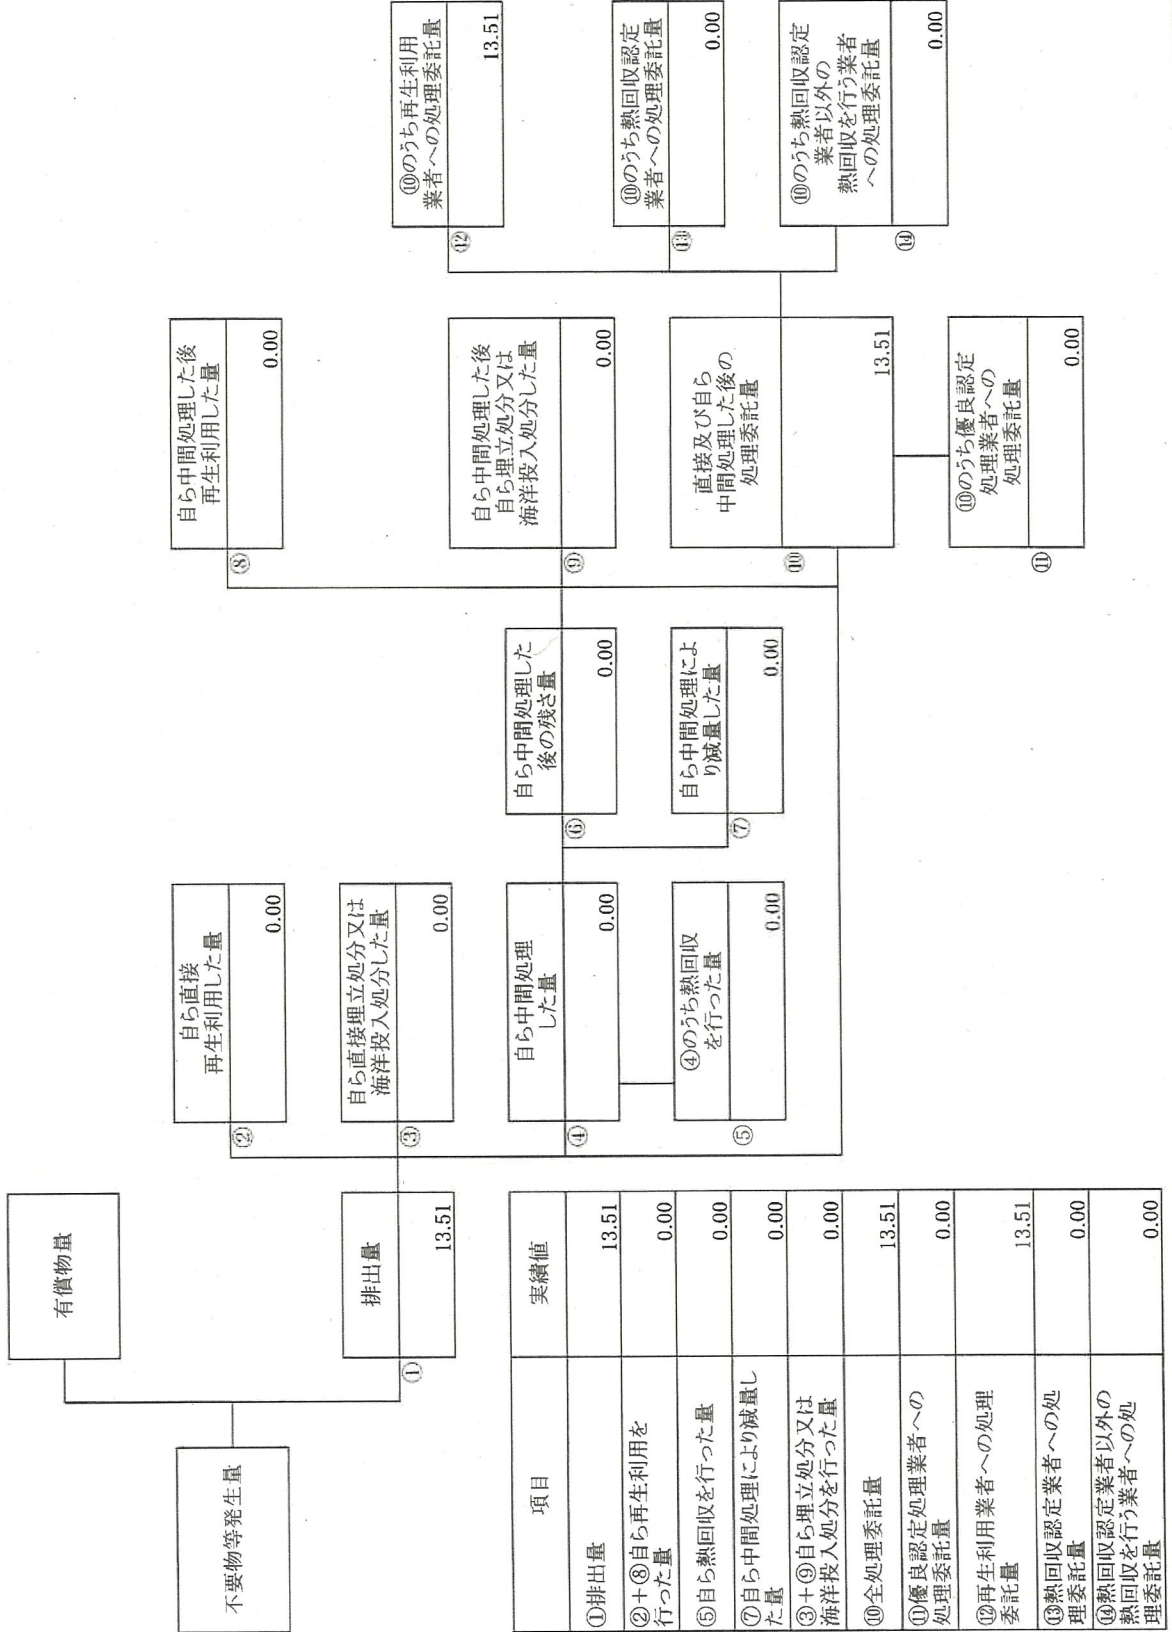 有償物量
不要物等発生量
排出量
①
13.51
自ら直接
再生利用した量
②
0.00
自ら直接埋立処分又は
海洋投入処分した量
③
0.00
自ら中間処理
した量
④
0.00
④のうち熱回収
を行った量
⑤
0.00
自ら中間処理した
後の残さ量
⑥
0.00
自ら中間処理によ
り減量した量
⑦
0.00
自ら中間処理した後
再生利用した量
⑧
0.00
自ら中間処理した後
自ら埋立処分又は
海洋投入処分した量
⑨
0.00
直接及び自ら
中間処理した後の
処理委託量
⑩
13.51
⑩のうち優良認定
処理業者への
処理委託量
⑪
0.00
⑩のうち再生利用
業者への処理委託量
⑫
13.51
⑩のうち熱回収認定
業者への処理委託量
⑬
0.00
⑩のうち熱回収認定
業者以外の
熱回収を行う業者
への処理委託量
⑭
0.00
項目 実績値
①排出量 13.51
②+⑧自ら再生利用を
行った量 0.00
⑤自ら熱回収を行った量 0.00
⑦自ら中間処理により減量し
た量 0.00
③+⑨自ら埋立処分又は
海洋投入処分を行った量 0.00
⑩全処理委託量 13.51
⑪優良認定処理業者への
処理委託量 0.00
⑫再生利用業者への処理
委託量 13.51
⑬熱回収認定業者への処
理委託量 0.00
⑭熱回収認定業者以外の
熱回収を行う業者への処
理委託量 0.00